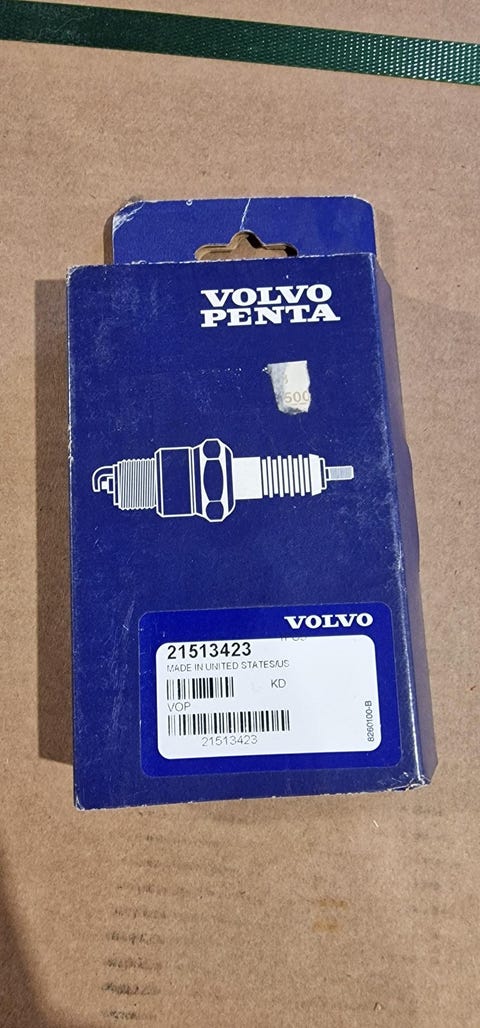 VOLVO
PENTA
500
VOLVO
21513423
MADE IN UNITED STATES/US
KD
VOP
21513423
8260100-B